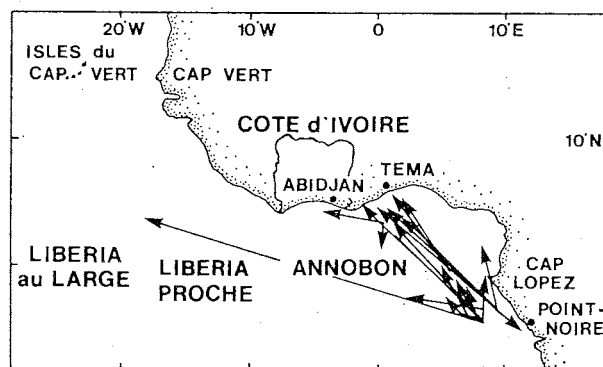 20°W
10°W
0
10°E
ISLES du
CAP VERT
CAP VERT
COTE d'IVOIRE
10°N
TEMA
ABIDJAN
LIBERIA
au LARGE
LIBERIA
PROCHE
ANNOBON
CAP
LOPEZ
POINT-
NOIRE